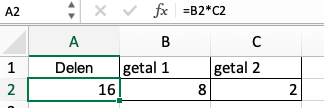 A2 fx =B2*C2
A B C
1 Delen getal 1 getal 2
2 16 8 2